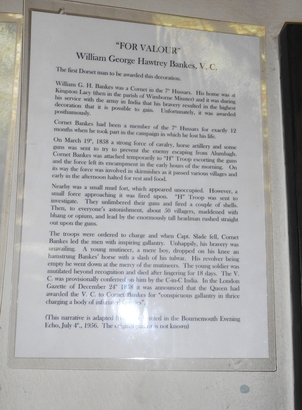 "FOR VALOUR"
William George Hawtrey Bankes, V. C.
The first Dorset man to be awarded this decoration.
William G. H. Bankes was a Cornet in the 7th Hussars. His house was at
Kingston Lacy (then in the parish of Wimborne Minster) and it was during
his service with the army in India that his bravery resulted in the highest
decoration that it is possible to gain. Unfortunately, it was awarded
posthumously.
Cornet Bankes had been a member of the 7th Hussars for exactly 12
months when he took part in the campaign in which he lost his life.
On March 19th, 1858 a strong force of cavalry, horse artillery and some
guns was sent to try to prevent the enemy escaping from
Cornet Bankes was attached temporarily to "H" Troop escorting the guns
and the force left its encampment in the early hours of the morning. On
its way the force was involved in skirmishes as it passed various villages and
early in the afternoon halted for rest and food.
Nearby was a small mud fort, which appeared unoccupied. However, a
small force approaching it was fired upon. "H" Troop was sent to
investigate. They unlimbered their guns and fired a couple of shells.
Then, to everyone's astonishment, about 50 villagers, maddened with
bhang or opium, and lead by the enormously tall headman rushed straight
out upon the guns.
The troops were ordered to charge and when Capt. Slade fell, Cornet
Bankes led the men with inspiring gallantry. Unhappily, his bravery was
unavailing. A young mutineer, a mere boy, dropped on his knee an
hamstrung Bankes' horse with a slash of his tulwar. His revolver being
empty he went down at the mercy of the mutineers. The young soldier was
mutilated beyond recognition and died after lingering for 18 days. The V.
C. was provisionally conferred on him by the C-in-C India. In the London
Gazette of December 24th 1858 it was announced that the Queen had
awarded the V. C. to Cornet Bankes for "conspicuous gallantry in thrice
charging a body of
(This narrative is adapted in the Bournemouth Evening
Echo, July 4th., 1956. The is not known)